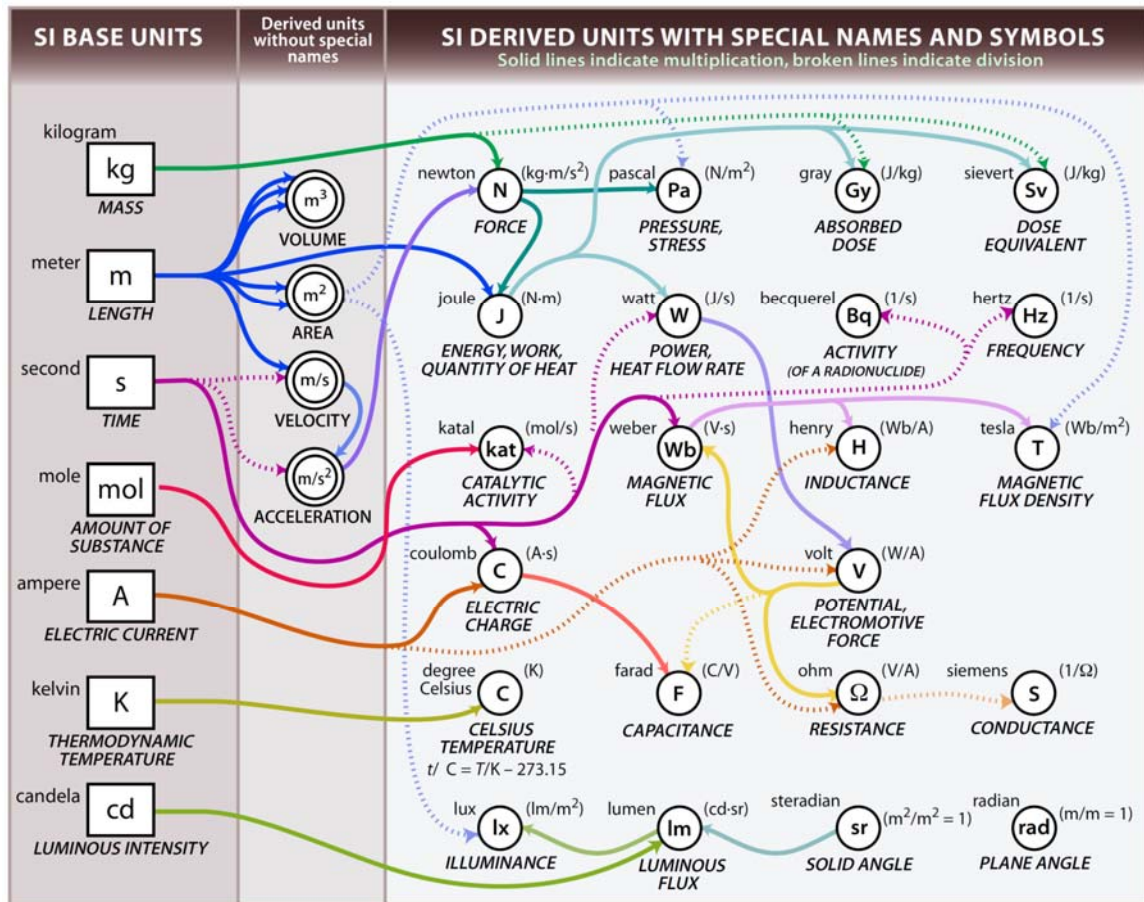 SI BASE UNITS
Derived units
without special
names
SI DERIVED UNITS WITH SPECIAL NAMES AND SYMBOLS
Solid lines indicate multiplication, broken lines indicate division
kilogram
kg
MASS
meter
m
LENGTH
second
s
TIME
mole
mol
AMOUNT OF
SUBSTANCE
ampere
A
ELECTRIC CURRENT
kelvin
K
THERMODYNAMIC
TEMPERATURE
candela
cd
LUMINOUS INTENSITY
m³
VOLUME
m²
AREA
m/s
VELOCITY
m/s²
ACCELERATION
newton N (kg·m/s²)
FORCE
pascal Pa (N/m²)
PRESSURE,
STRESS
gray Gy (J/kg)
ABSORBED
DOSE
sievert Sv (J/kg)
DOSE
EQUIVALENT
joule J (N·m)
ENERGY, WORK,
QUANTITY OF HEAT
watt W (J/s)
POWER,
HEAT FLOW RATE
becquerel Bq (1/s)
ACTIVITY
(OF A RADIONUCLIDE)
hertz Hz (1/s)
FREQUENCY
katal kat (mol/s)
CATALYTIC
ACTIVITY
weber Wb (V·s)
MAGNETIC
FLUX
henry H (Wb/A)
INDUCTANCE
tesla T (Wb/m²)
MAGNETIC
FLUX DENSITY
coulomb C (A·s)
ELECTRIC
CHARGE
volt V (W/A)
POTENTIAL,
ELECTROMOTIVE
FORCE
degree
Celsius C (K)
CELSIUS
TEMPERATURE
t/ C = T/K – 273.15
farad F (C/V)
CAPACITANCE
ohm Ω (V/A)
RESISTANCE
siemens S (1/Ω)
CONDUCTANCE
lux lx (lm/m²)
ILLUMINANCE
lumen lm (cd·sr)
LUMINOUS
FLUX
steradian sr (m²/m² = 1)
SOLID ANGLE
radian rad (m/m = 1)
PLANE ANGLE